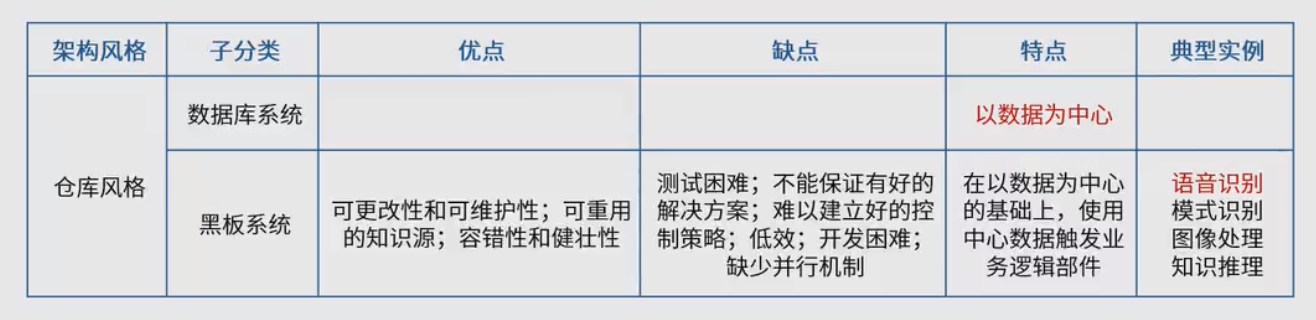 架构风格 子分类 优点 缺点 特点 典型实例
仓库风格
数据库系统
以数据为中心
黑板系统
可更改性和可维护性；可重用
的知识源；容错性和健壮性
测试困难；不能保证有好的
解决方案；难以建立好的控
制策略；低效；开发困难；
缺少并行机制
在以数据为中心
的基础上，使用
中心数据触发业
务逻辑部件
语音识别
模式识别
图像处理
知识推理